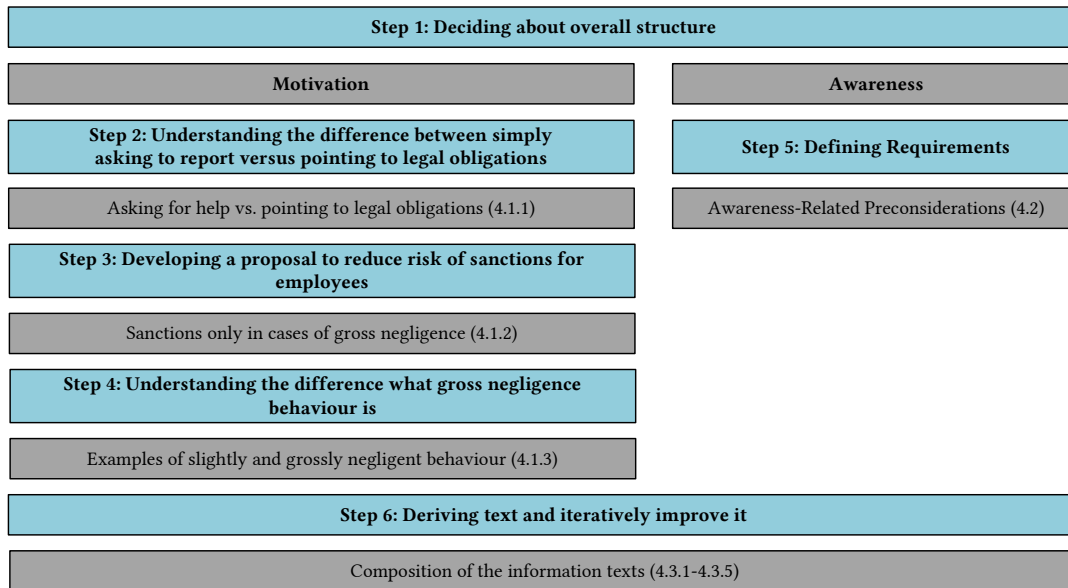 Step 1: Deciding about overall structure
Motivation
Awareness
Step 2: Understanding the difference between simply
asking to report versus pointing to legal obligations
Step 5: Defining Requirements
Asking for help vs. pointing to legal obligations (4.1.1)
Awareness-Related Preconsiderations (4.2)
Step 3: Developing a proposal to reduce risk of sanctions for
employees
Sanctions only in cases of gross negligence (4.1.2)
Step 4: Understanding the difference what gross negligence
behaviour is
Examples of slightly and grossly negligent behaviour (4.1.3)
Step 6: Deriving text and iteratively improve it
Composition of the information texts (4.3.1-4.3.5)